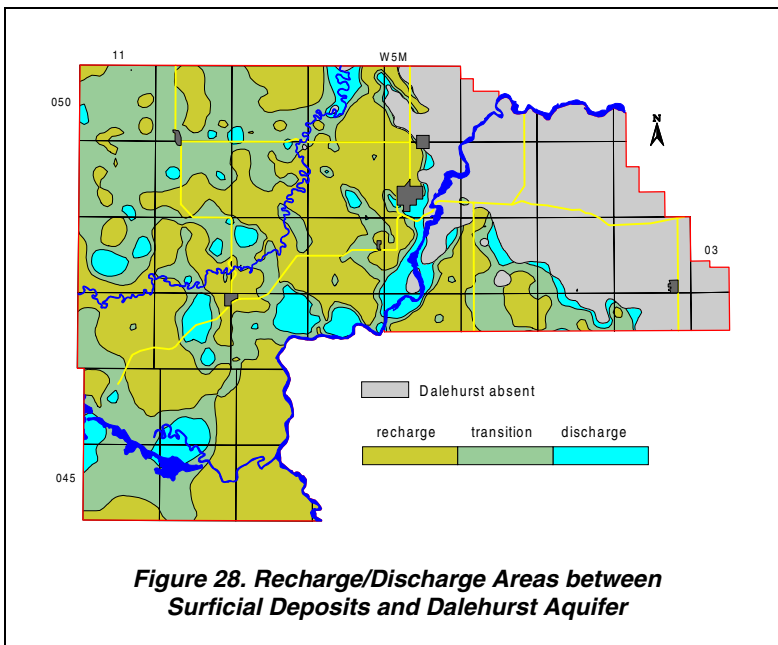 11
W5M
050
N
03
Dalehurst absent
recharge transition discharge
045
Figure 28. Recharge/Discharge Areas between
Surficial Deposits and Dalehurst Aquifer